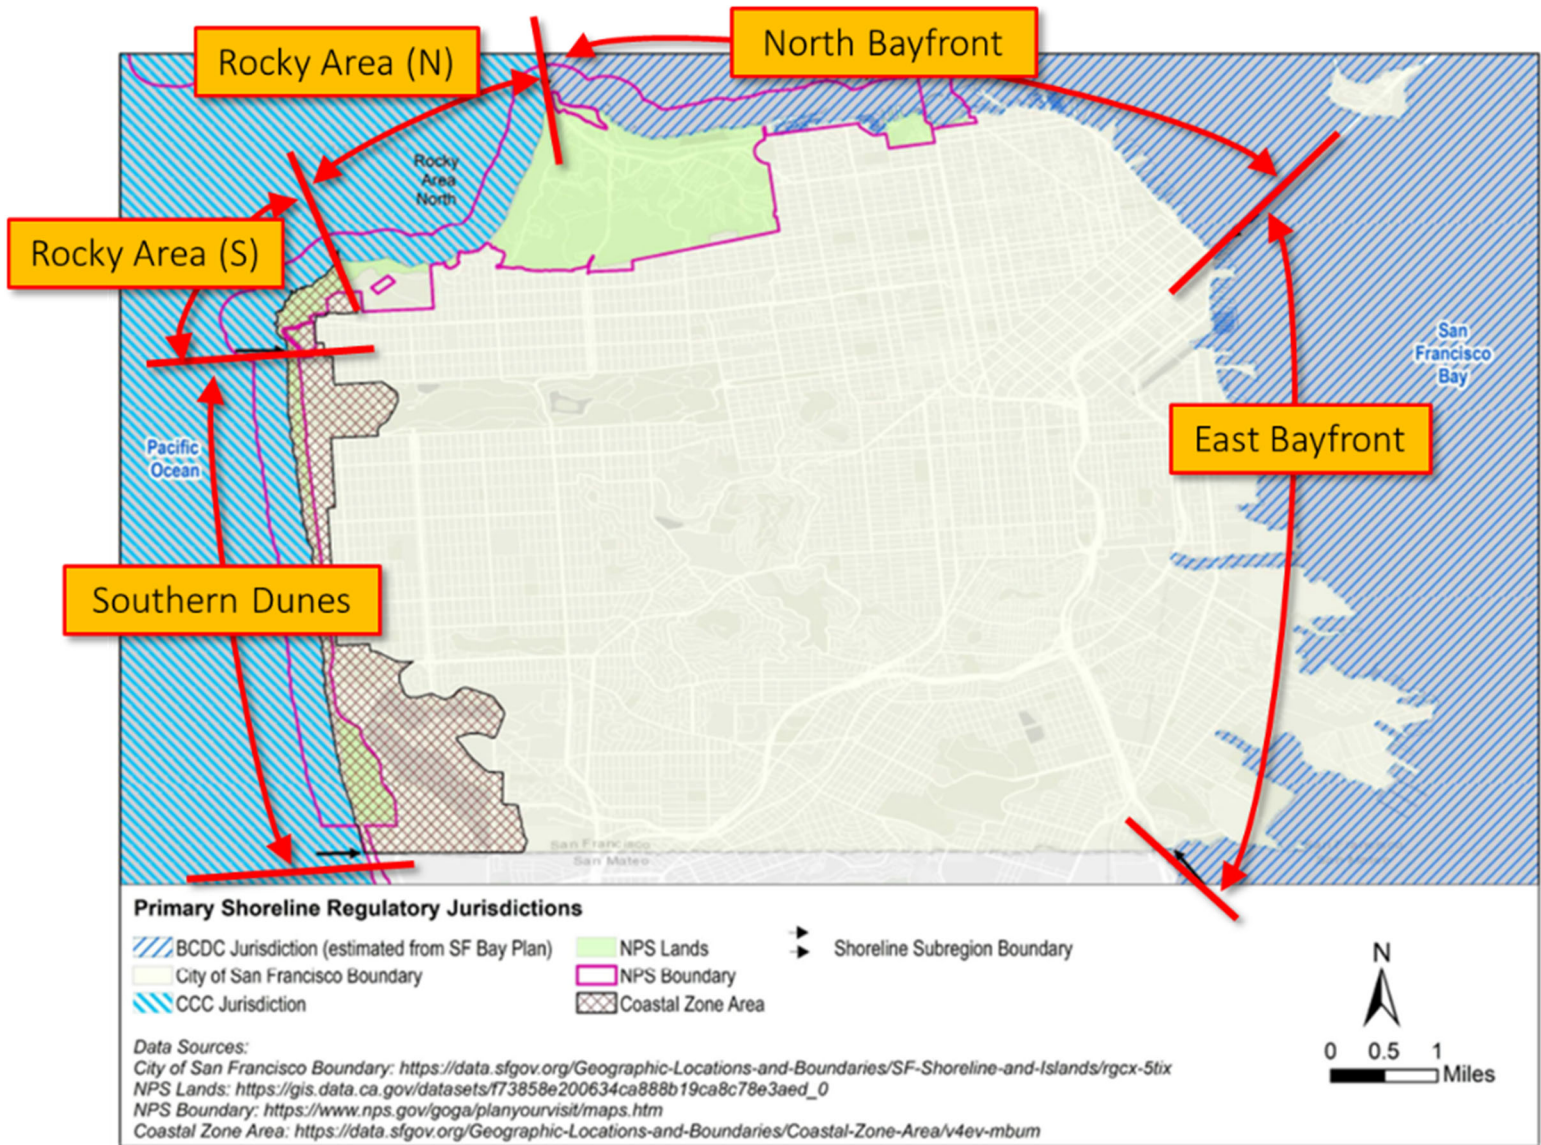 North Bayfront
Rocky Area (N)
Rocky
Area
North
Rocky Area (S)
San
Francisco
Bay
East Bayfront
Pacific
Ocean
Southern Dunes
San Francisco
San Mateo
Primary Shoreline Regulatory Jurisdictions
BCDC Jurisdiction (estimated from SF Bay Plan)
City of San Francisco Boundary
CCC Jurisdiction
NPS Lands
NPS Boundary
Coastal Zone Area
Shoreline Subregion Boundary
N
0 0.5 1
Miles
Data Sources:
City of San Francisco Boundary: https://data.sfgov.org/Geographic-Locations-and-Boundaries/SF-Shoreline-and-Islands/rgcx-5tix
NPS Lands: https://gis.data.ca.gov/datasets/f73858e200634ca888b19ca8c78e3aed_0
NPS Boundary: https://www.nps.gov/goga/planyourvisit/maps.htm
Coastal Zone Area: https://data.sfgov.org/Geographic-Locations-and-Boundaries/Coastal-Zone-Area/v4ev-mbum